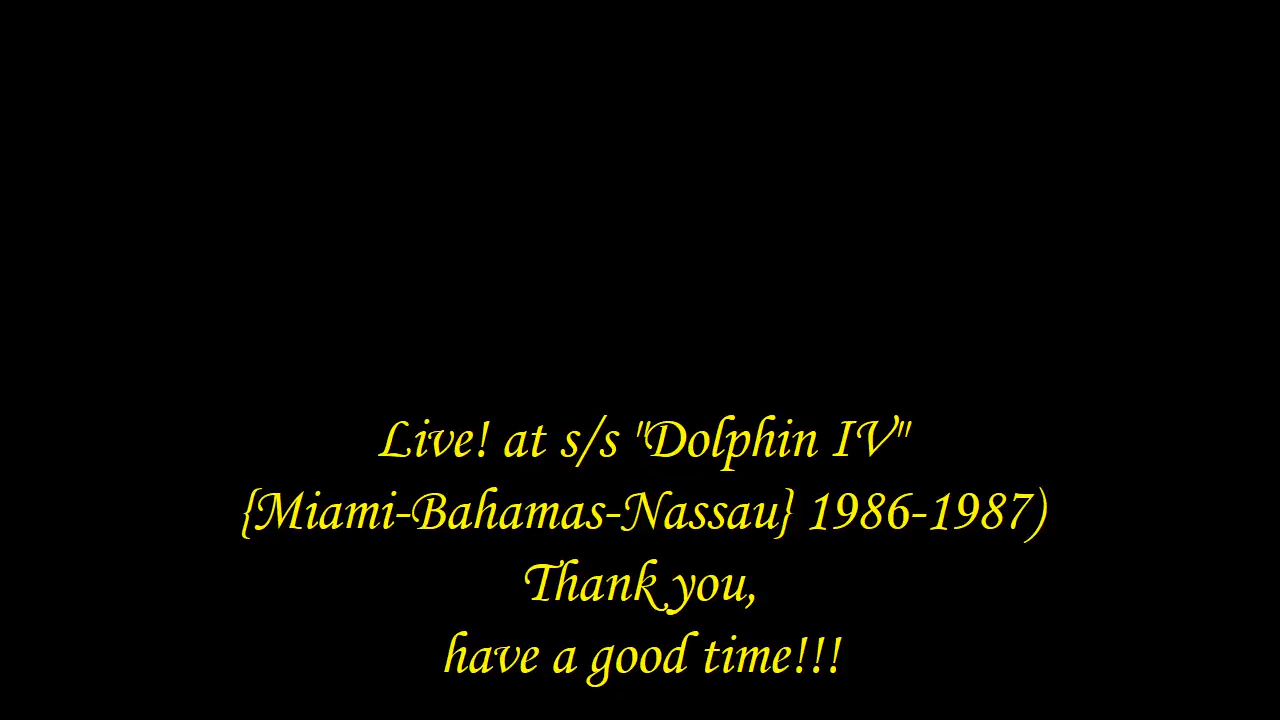 Live! at s/s "Dolphin IV"
{Miami-Bahamas-Nassau} 1986-1987)
Thank you,
have a good time!!!